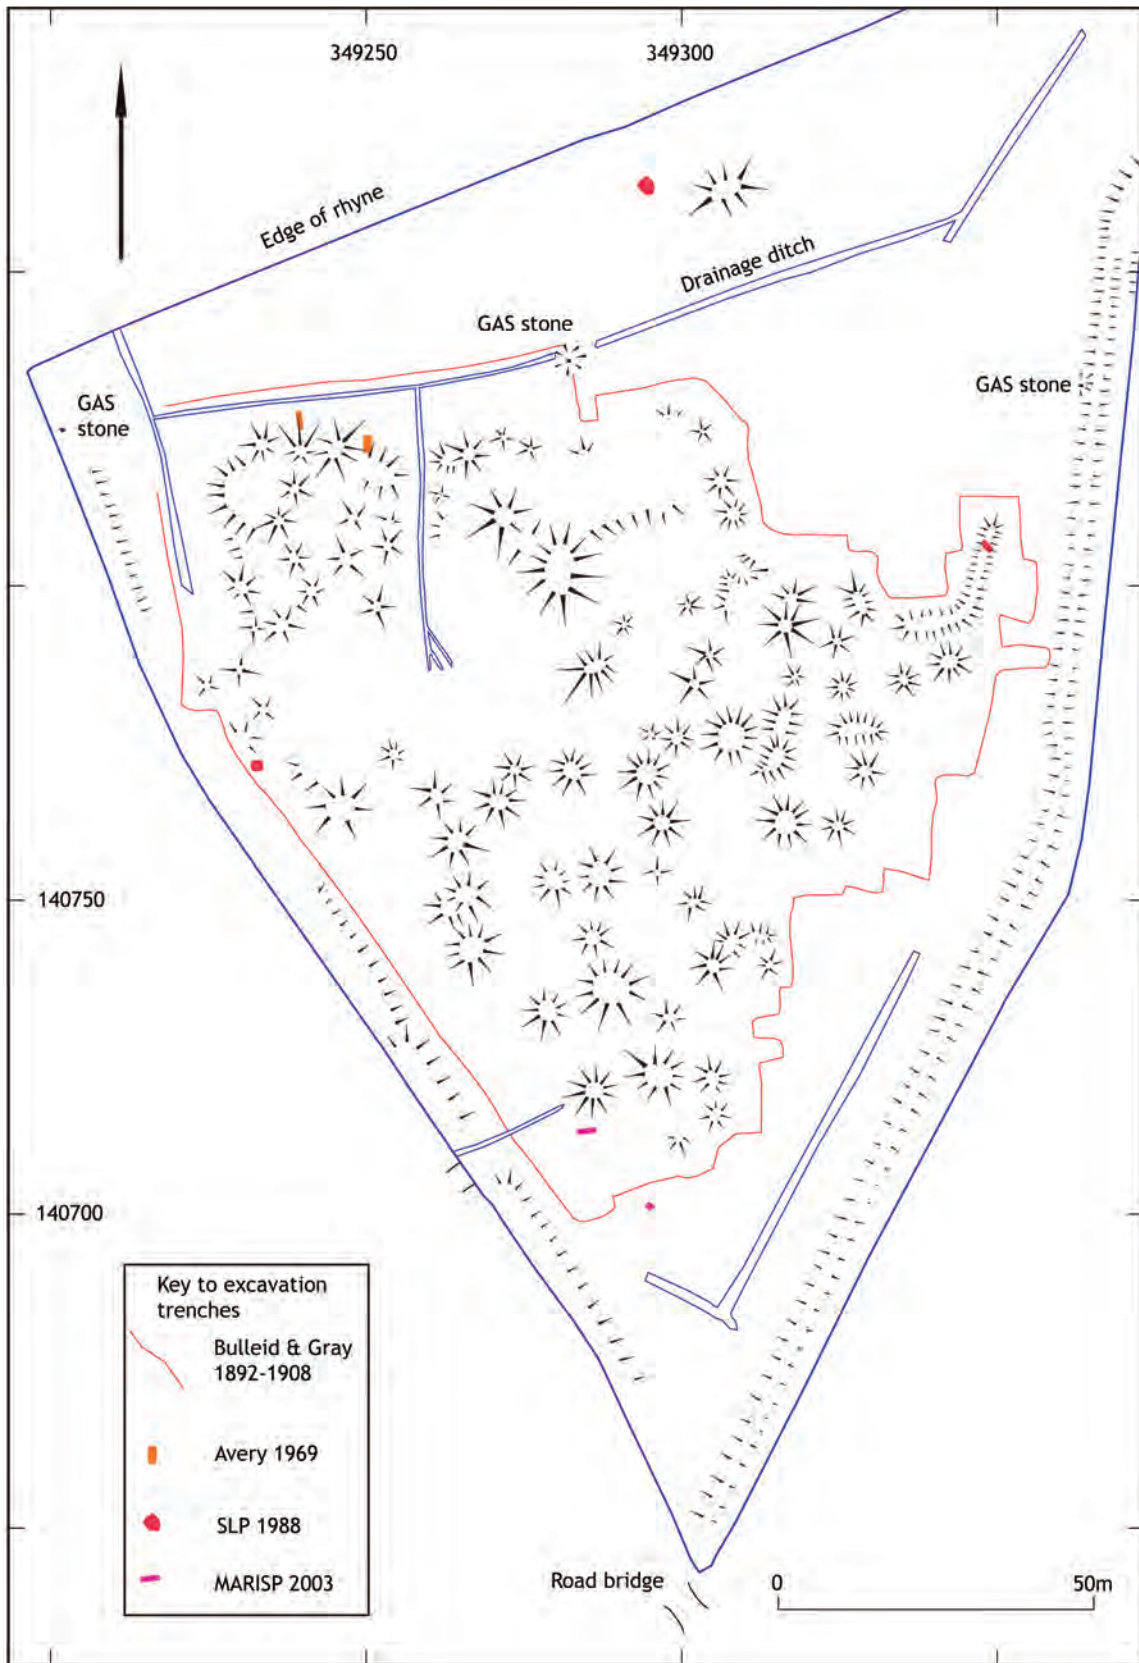 349250
349300
Edge of rhyne
Drainage ditch
GAS stone
GAS stone
GAS
stone
140750
140700
Key to excavation
trenches
Bulleid & Gray
1892-1908
Avery 1969
SLP 1988
MARISP 2003
Road bridge
0
50m